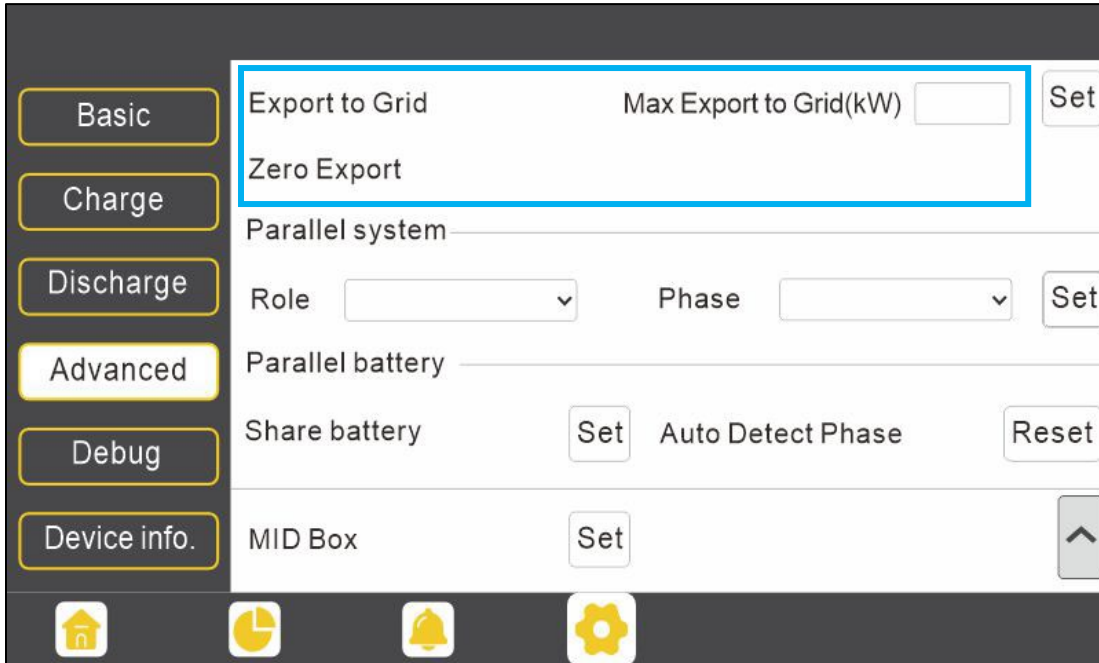 Basic
Charge
Discharge
Advanced
Debug
Device info.
Export to Grid Max Export to Grid(kW) Set
Zero Export
Parallel system
Role Phase Set
Parallel battery
Share battery Set Auto Detect Phase Reset
MID Box Set